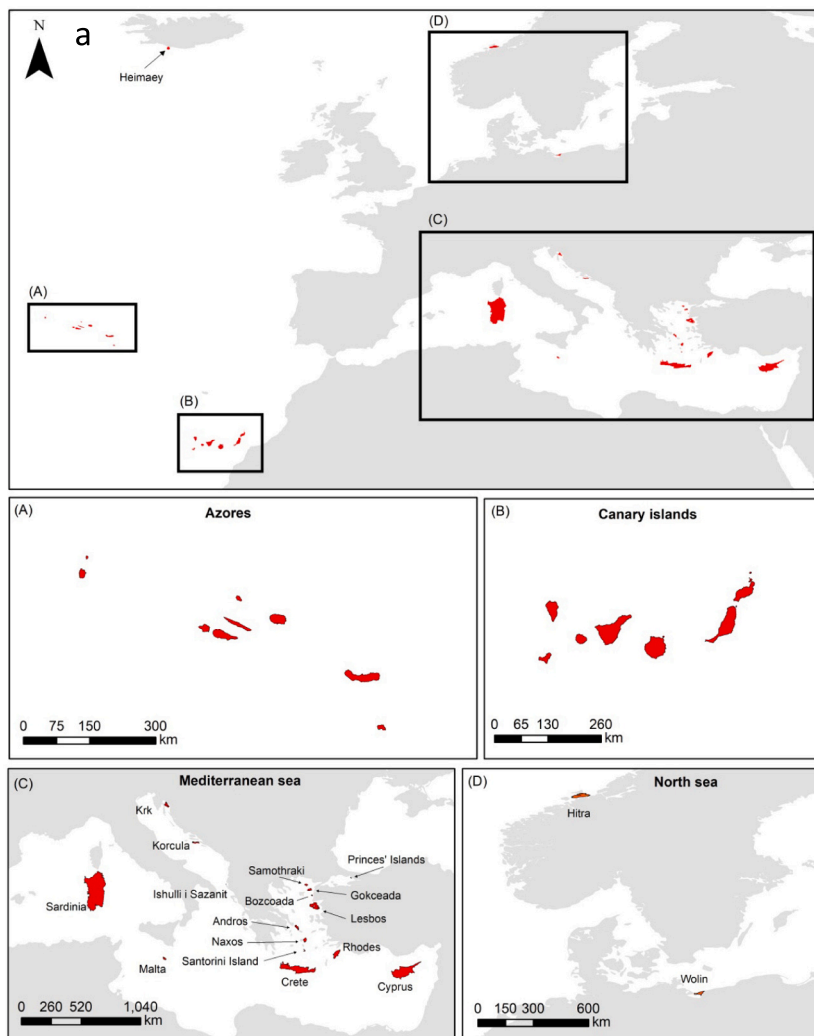 N
a
Heimaey
(D)
(C)
(A)
(B)
(A)
Azores
0 75 150 300
km
(B)
Canary islands
0 65 130 260
km
(C)
Mediterranean sea
Krk
Korcula
Princes' Islands
Samothraki
Ishulli i Sazanit
Gokceada
Bozcoada
Sardinia
Lesbos
Andros
Naxos
Rhodes
Malta
Santorini Island
Crete
Cyprus
0 260 520 1,040
km
(D)
North sea
Hitra
Wolin
0 150 300 600
km